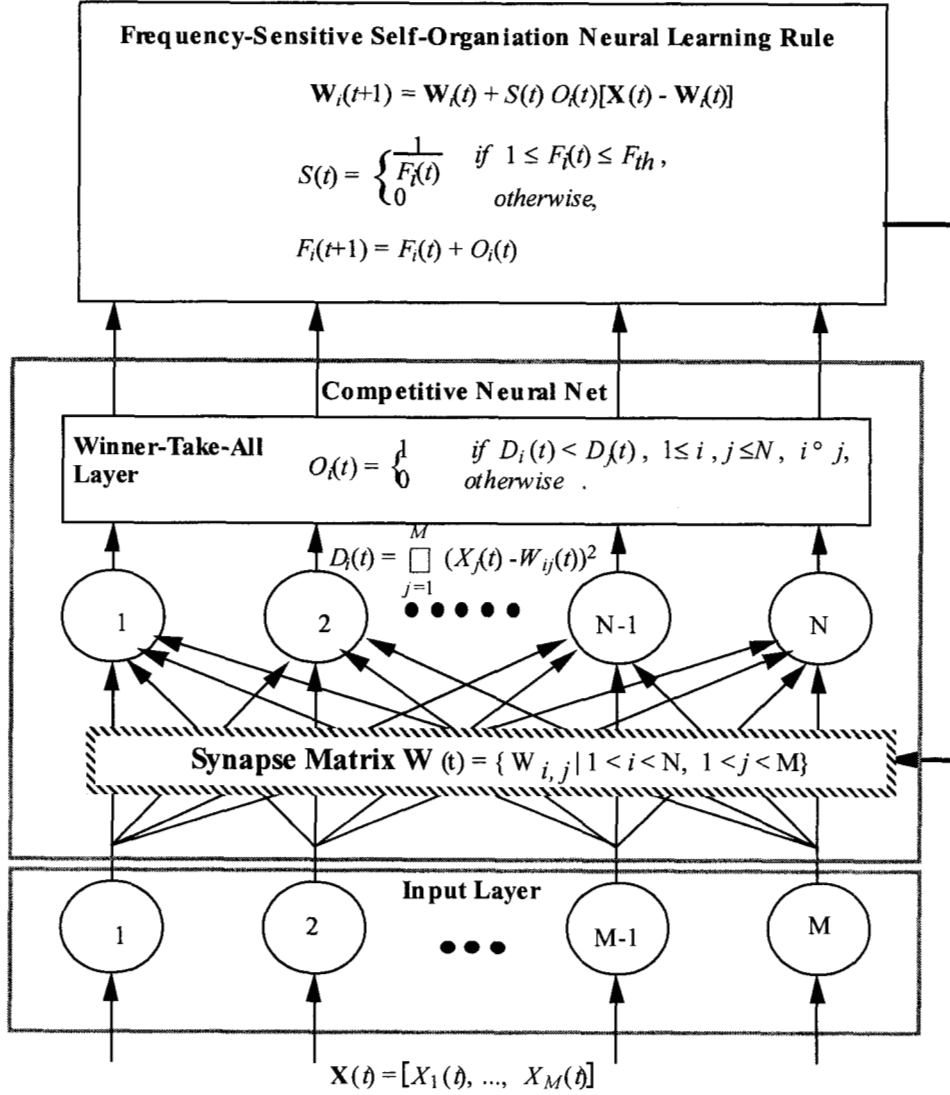 Frequency-Sensitive Self-Organiation Neural Learning Rule
W_i(t+1) = W_i(t) + S(t) O_i(t)[X(t) - W_i(t)]
S(t) = { 1/F_i(t) if 1 ≤ F_i(t) ≤ F_th ,
0 otherwise,
F_i(t+1) = F_i(t) + O_i(t)
Competitive Neural Net
Winner-Take-All
Layer
O_i(t) = { 1 if D_i(t) < D_j(t), 1≤ i , j ≤N, i ° j,
0 otherwise .
D_i(t) = ∏_{j=1}^{M} (X_j(t) -W_{ij}(t))^2
1 2 N-1 N
Synapse Matrix W (t) = { W_{i,j} | 1 < i < N, 1 < j < M}
Input Layer
1 2 M-1 M
X(t) = [X_1(t), ..., X_M(t)]